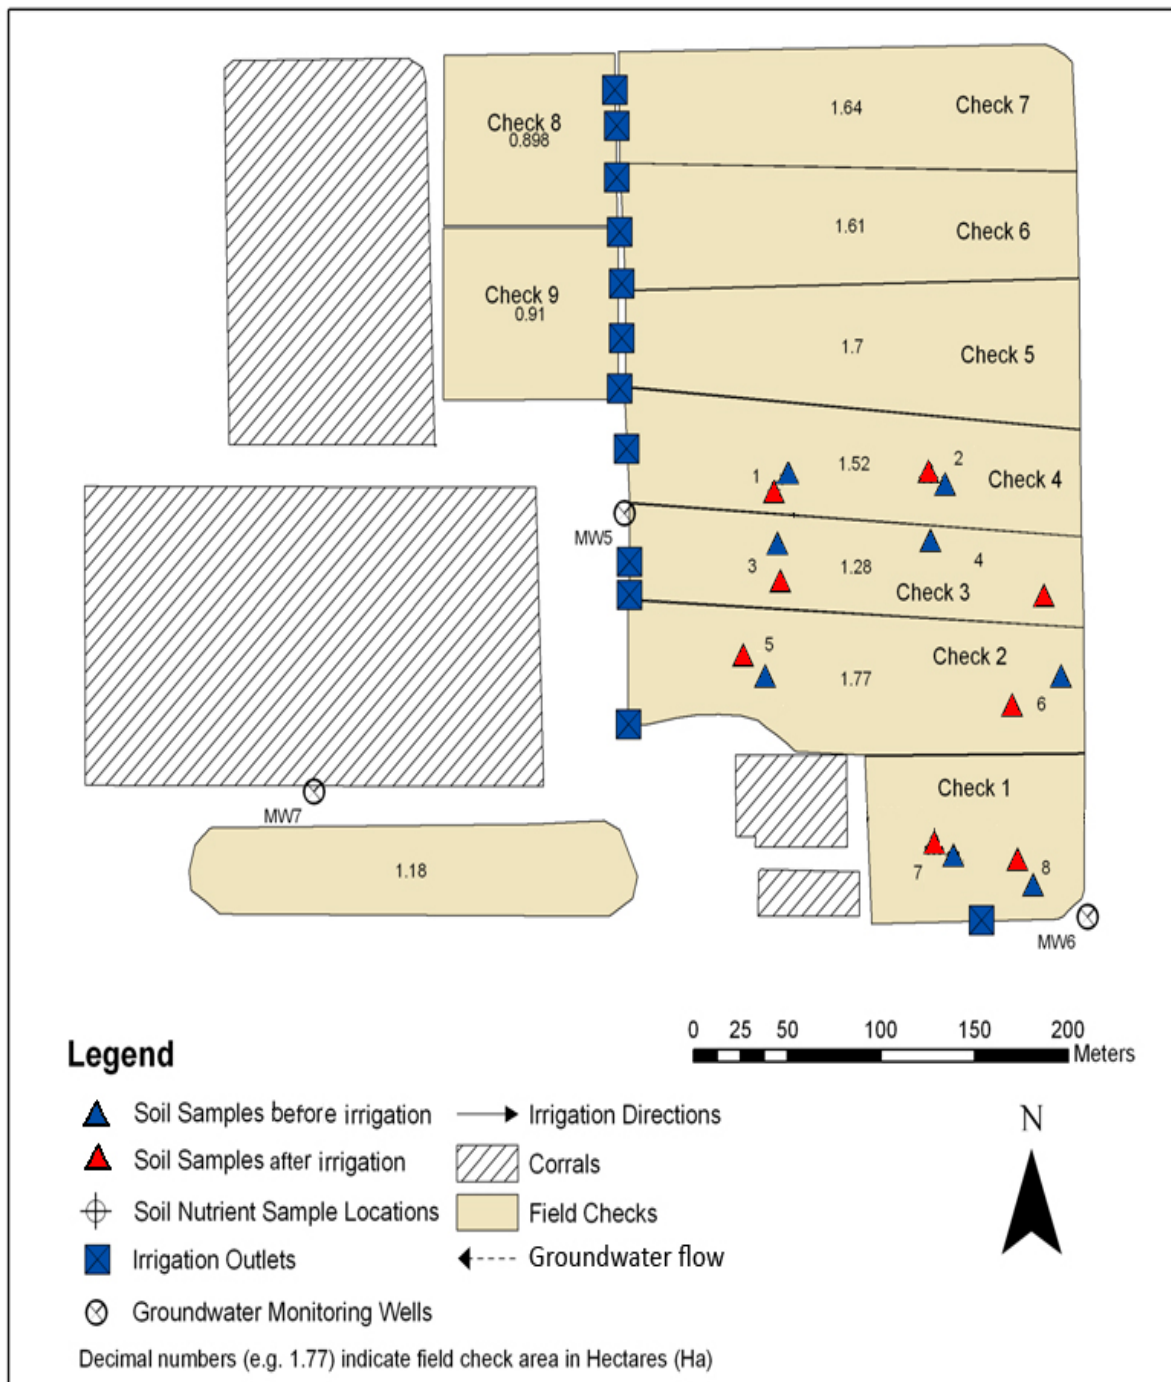 Check 7
1.64
Check 8
0.898
1.61
Check 6
Check 9
0.91
1.7
Check 5
1
1.52
2
Check 4
MW5
3
1.28
4
Check 3
5
Check 2
1.77
6
Check 1
MW7
1.18
7
8
MW6
0 25 50 100 150 200
Meters
Legend
Soil Samples before irrigation
Irrigation Directions
Soil Samples after irrigation
Corrals
Soil Nutrient Sample Locations
Field Checks
Irrigation Outlets
Groundwater flow
Groundwater Monitoring Wells
N
Decimal numbers (e.g. 1.77) indicate field check area in Hectares (Ha)